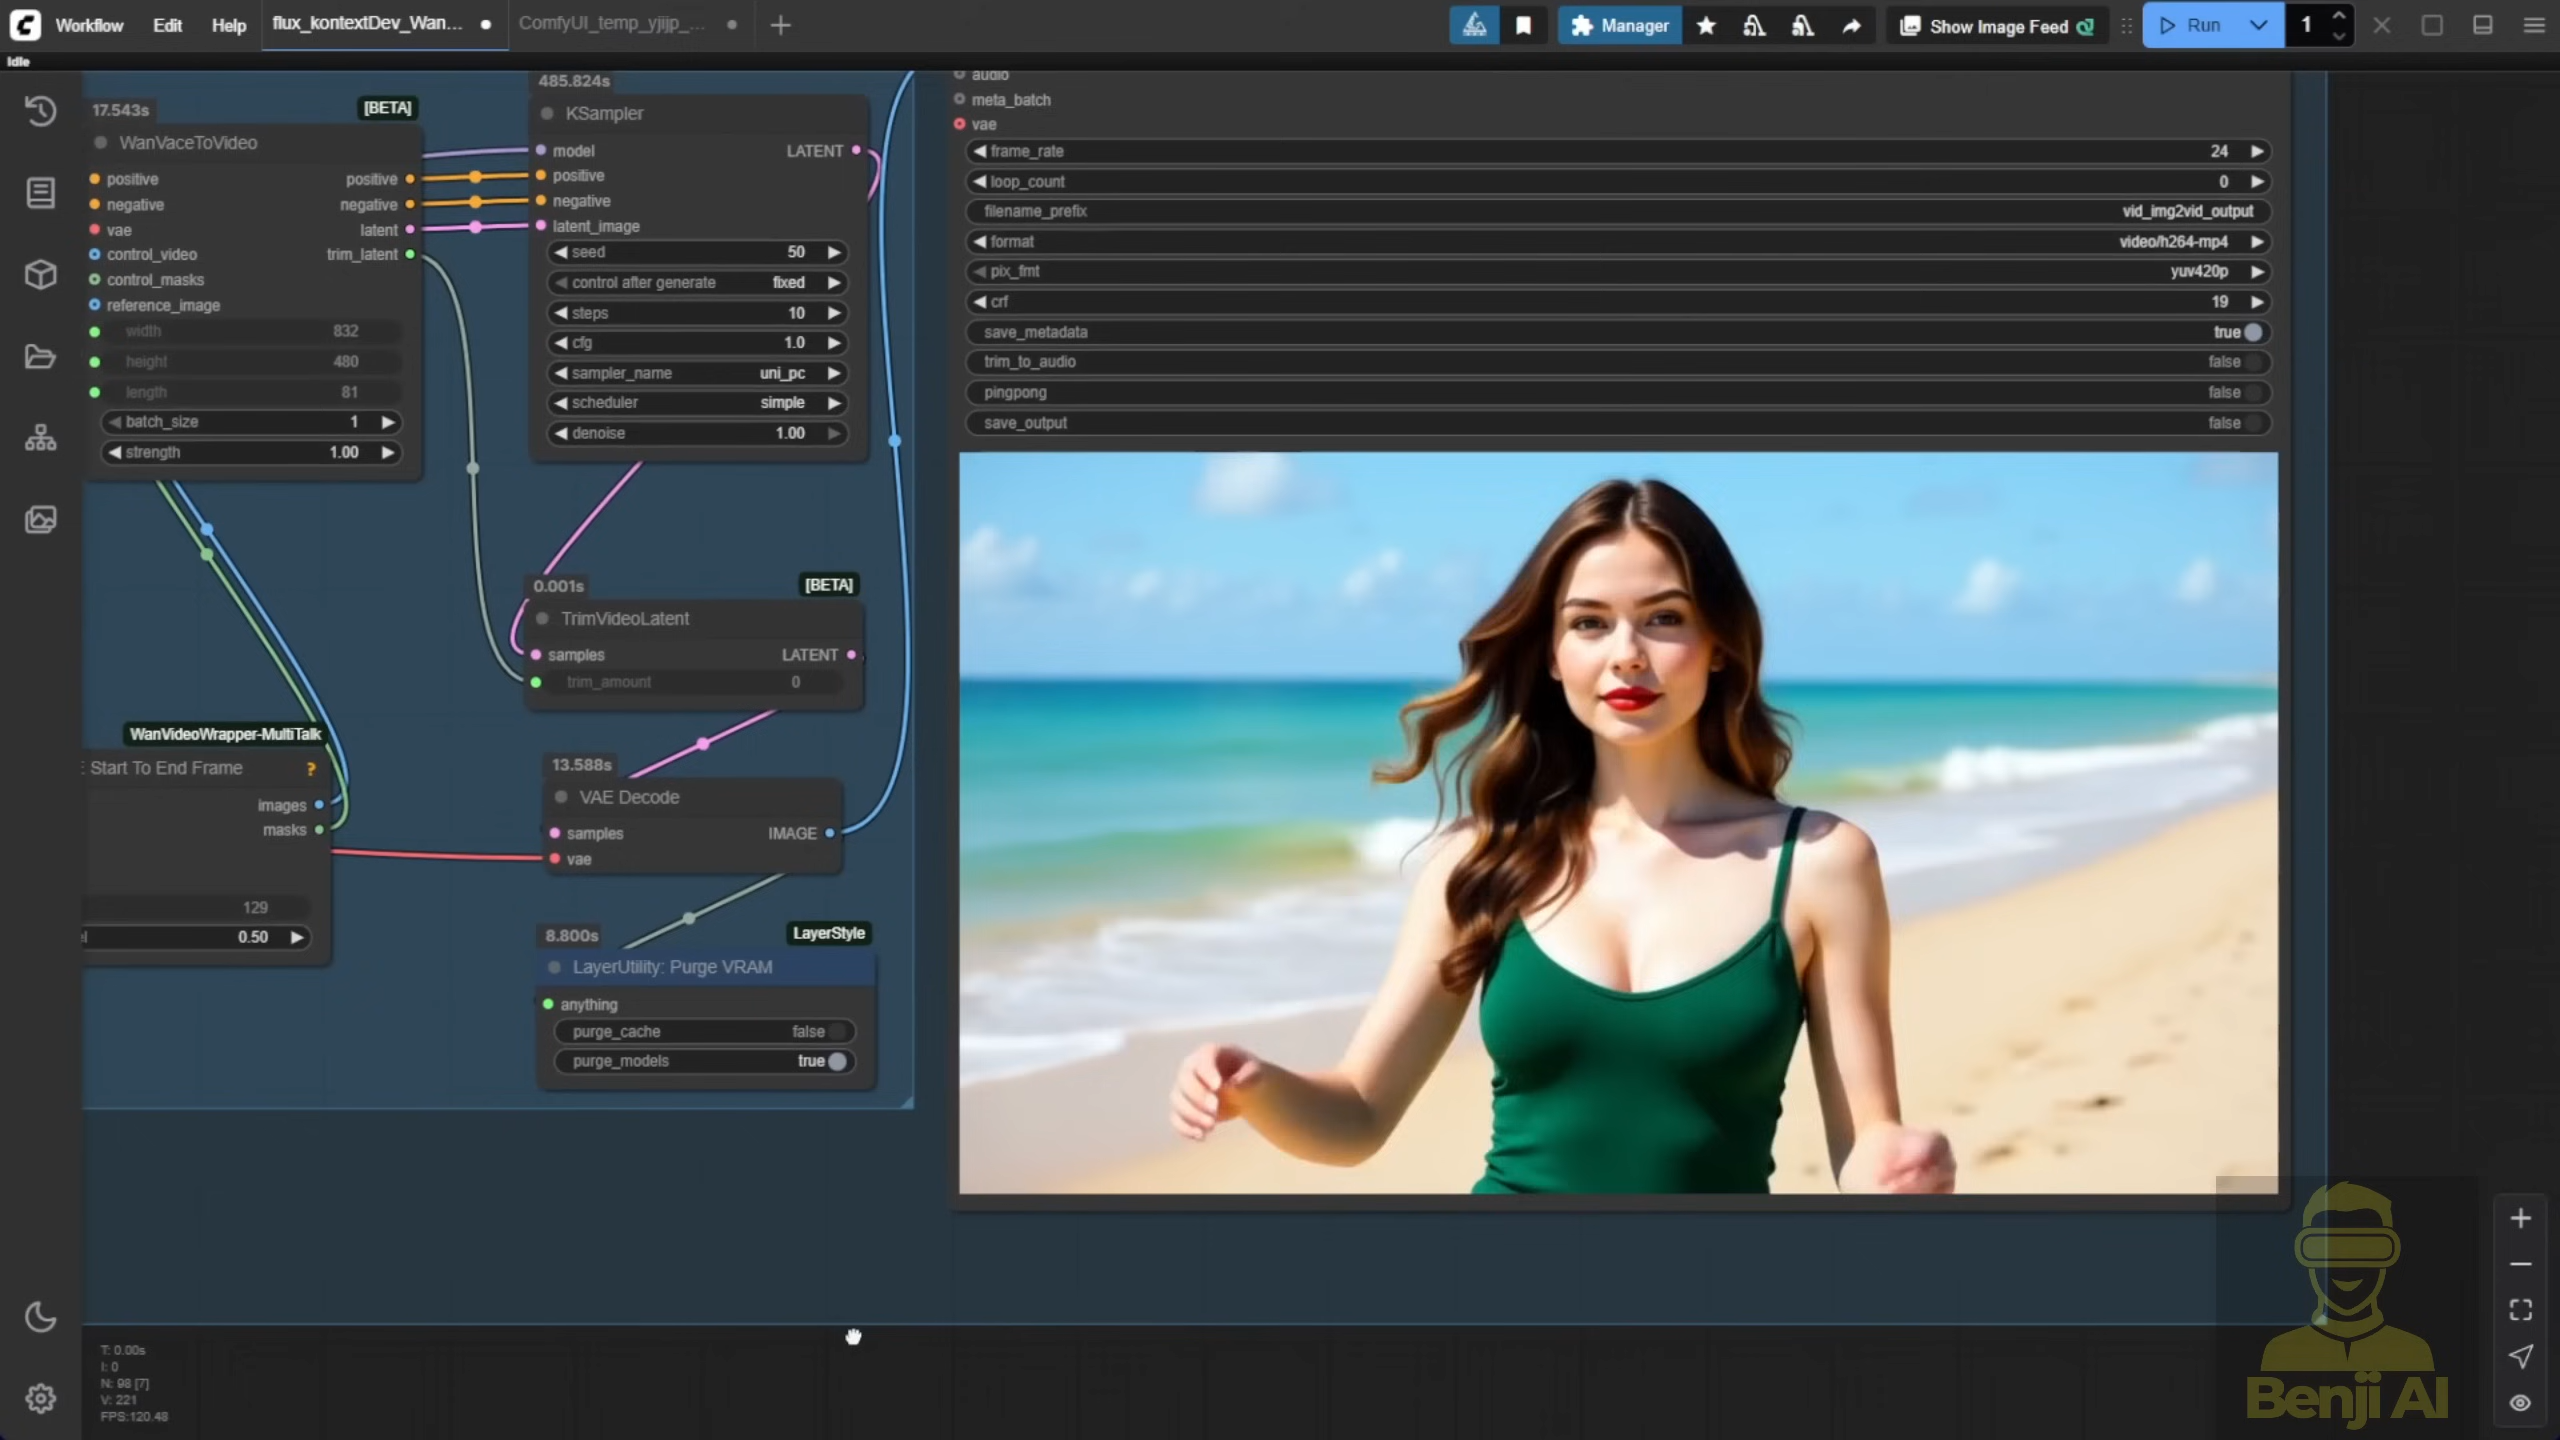 Workflow
Edit
Help
flux_kontextDev_Wan...
ComfyUI_temp_yjijp_...
Manager
Show Image Feed
Run
1
Idle
17.543s
[BETA]
WanVaceToVideo
positive positive
negative negative
vae latent
control_video trim_latent
control_masks
reference_image
width 832
height 480
length 81
batch_size 1
strength 1.00
485.824s
KSampler
model LATENT
positive
negative
latent_image
seed 50
control after generate fixed
steps 10
cfg 1.0
sampler_name uni_pc
scheduler simple
denoise 1.00
0.001s
[BETA]
TrimVideoLatent
samples LATENT
trim_amount 0
WanVideoWrapper-MultiTalk
Start To End Frame ?
images
masks
129
0.50
13.588s
VAE Decode
samples IMAGE
vae
8.800s
LayerStyle
LayerUtility: Purge VRAM
anything
purge_cache false
purge_models true
audio
meta_batch
vae
frame_rate 24
loop_count 0
filename_prefix vid_img2vid_output
format video/h264-mp4
pix_fmt yuv420p
crf 19
save_metadata true
trim_to_audio false
pingpong false
save_output false
T: 0.00s
I: 0
N: 98 [7]
V: 221
FPS:120.48
Benji AI